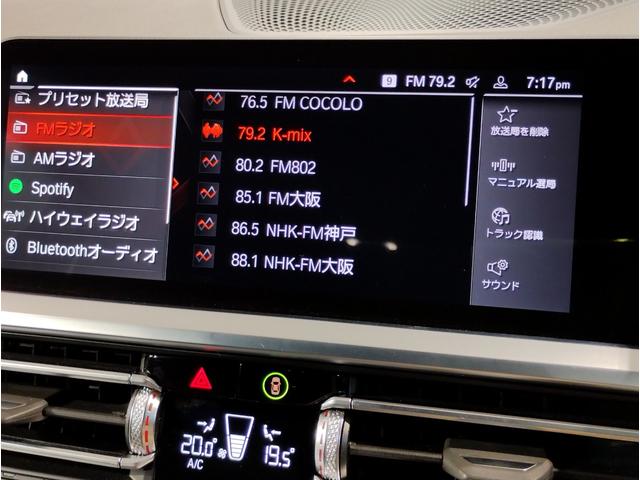 9 FM 79.2 7:17pm
プリセット放送局
FMラジオ
AMラジオ
Spotify
ハイウェイラジオ
Bluetoothオーディオ
76.5 FM COCOLO
79.2 K-mix
80.2 FM802
85.1 FM大阪
86.5 NHK-FM神戸
88.1 NHK-FM大阪
放送局を削除
マニュアル選局
トラック認識
サウンド
20.0
A/C
19.5